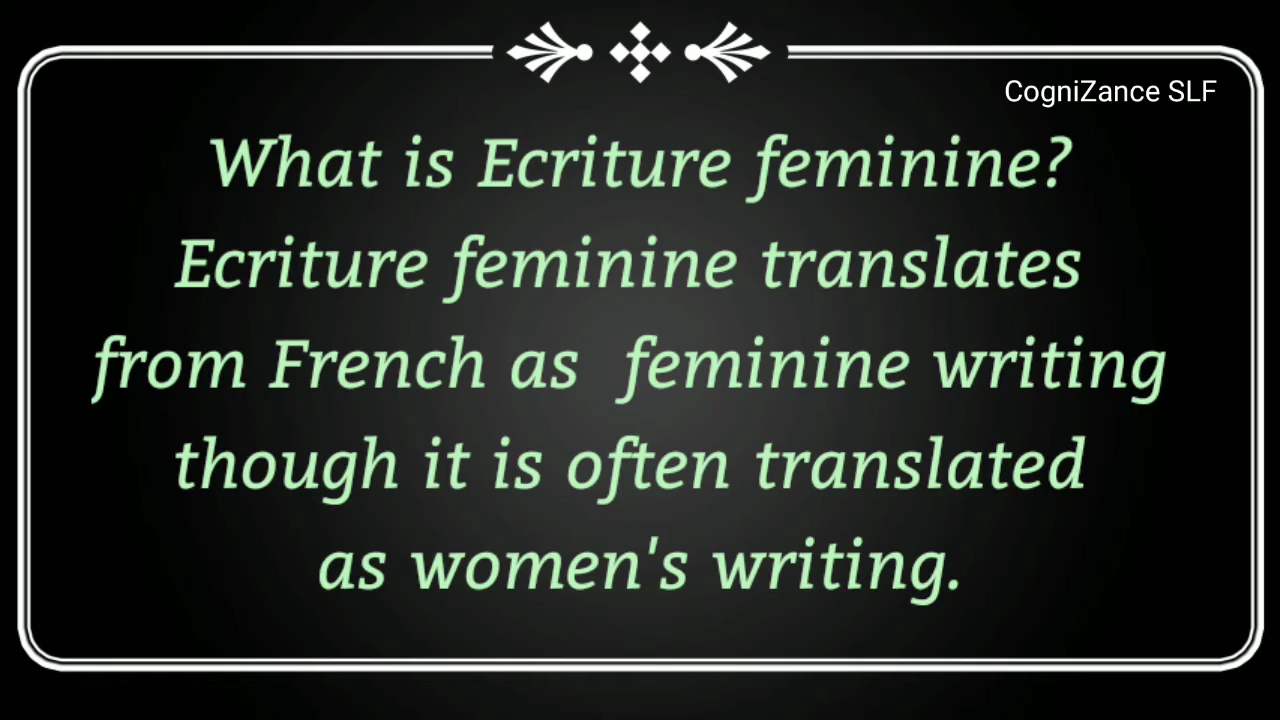 CogniZance SLF
What is Ecriture feminine?
Ecriture feminine translates
from French as feminine writing
though it is often translated
as women's writing.